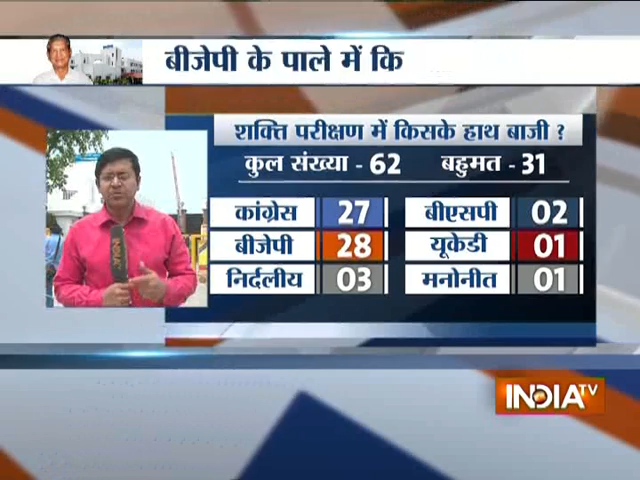 बीजेपी के पाले में कि
शक्ति परीक्षण में किसके हाथ बाजी ?
कुल संख्या - 62 बहुमत - 31
कांग्रेस 27 बीएसपी 02
बीजेपी 28 यूकेडी 01
निर्दलीय 03 मनोनीत 01
INDIA
INDIA TV